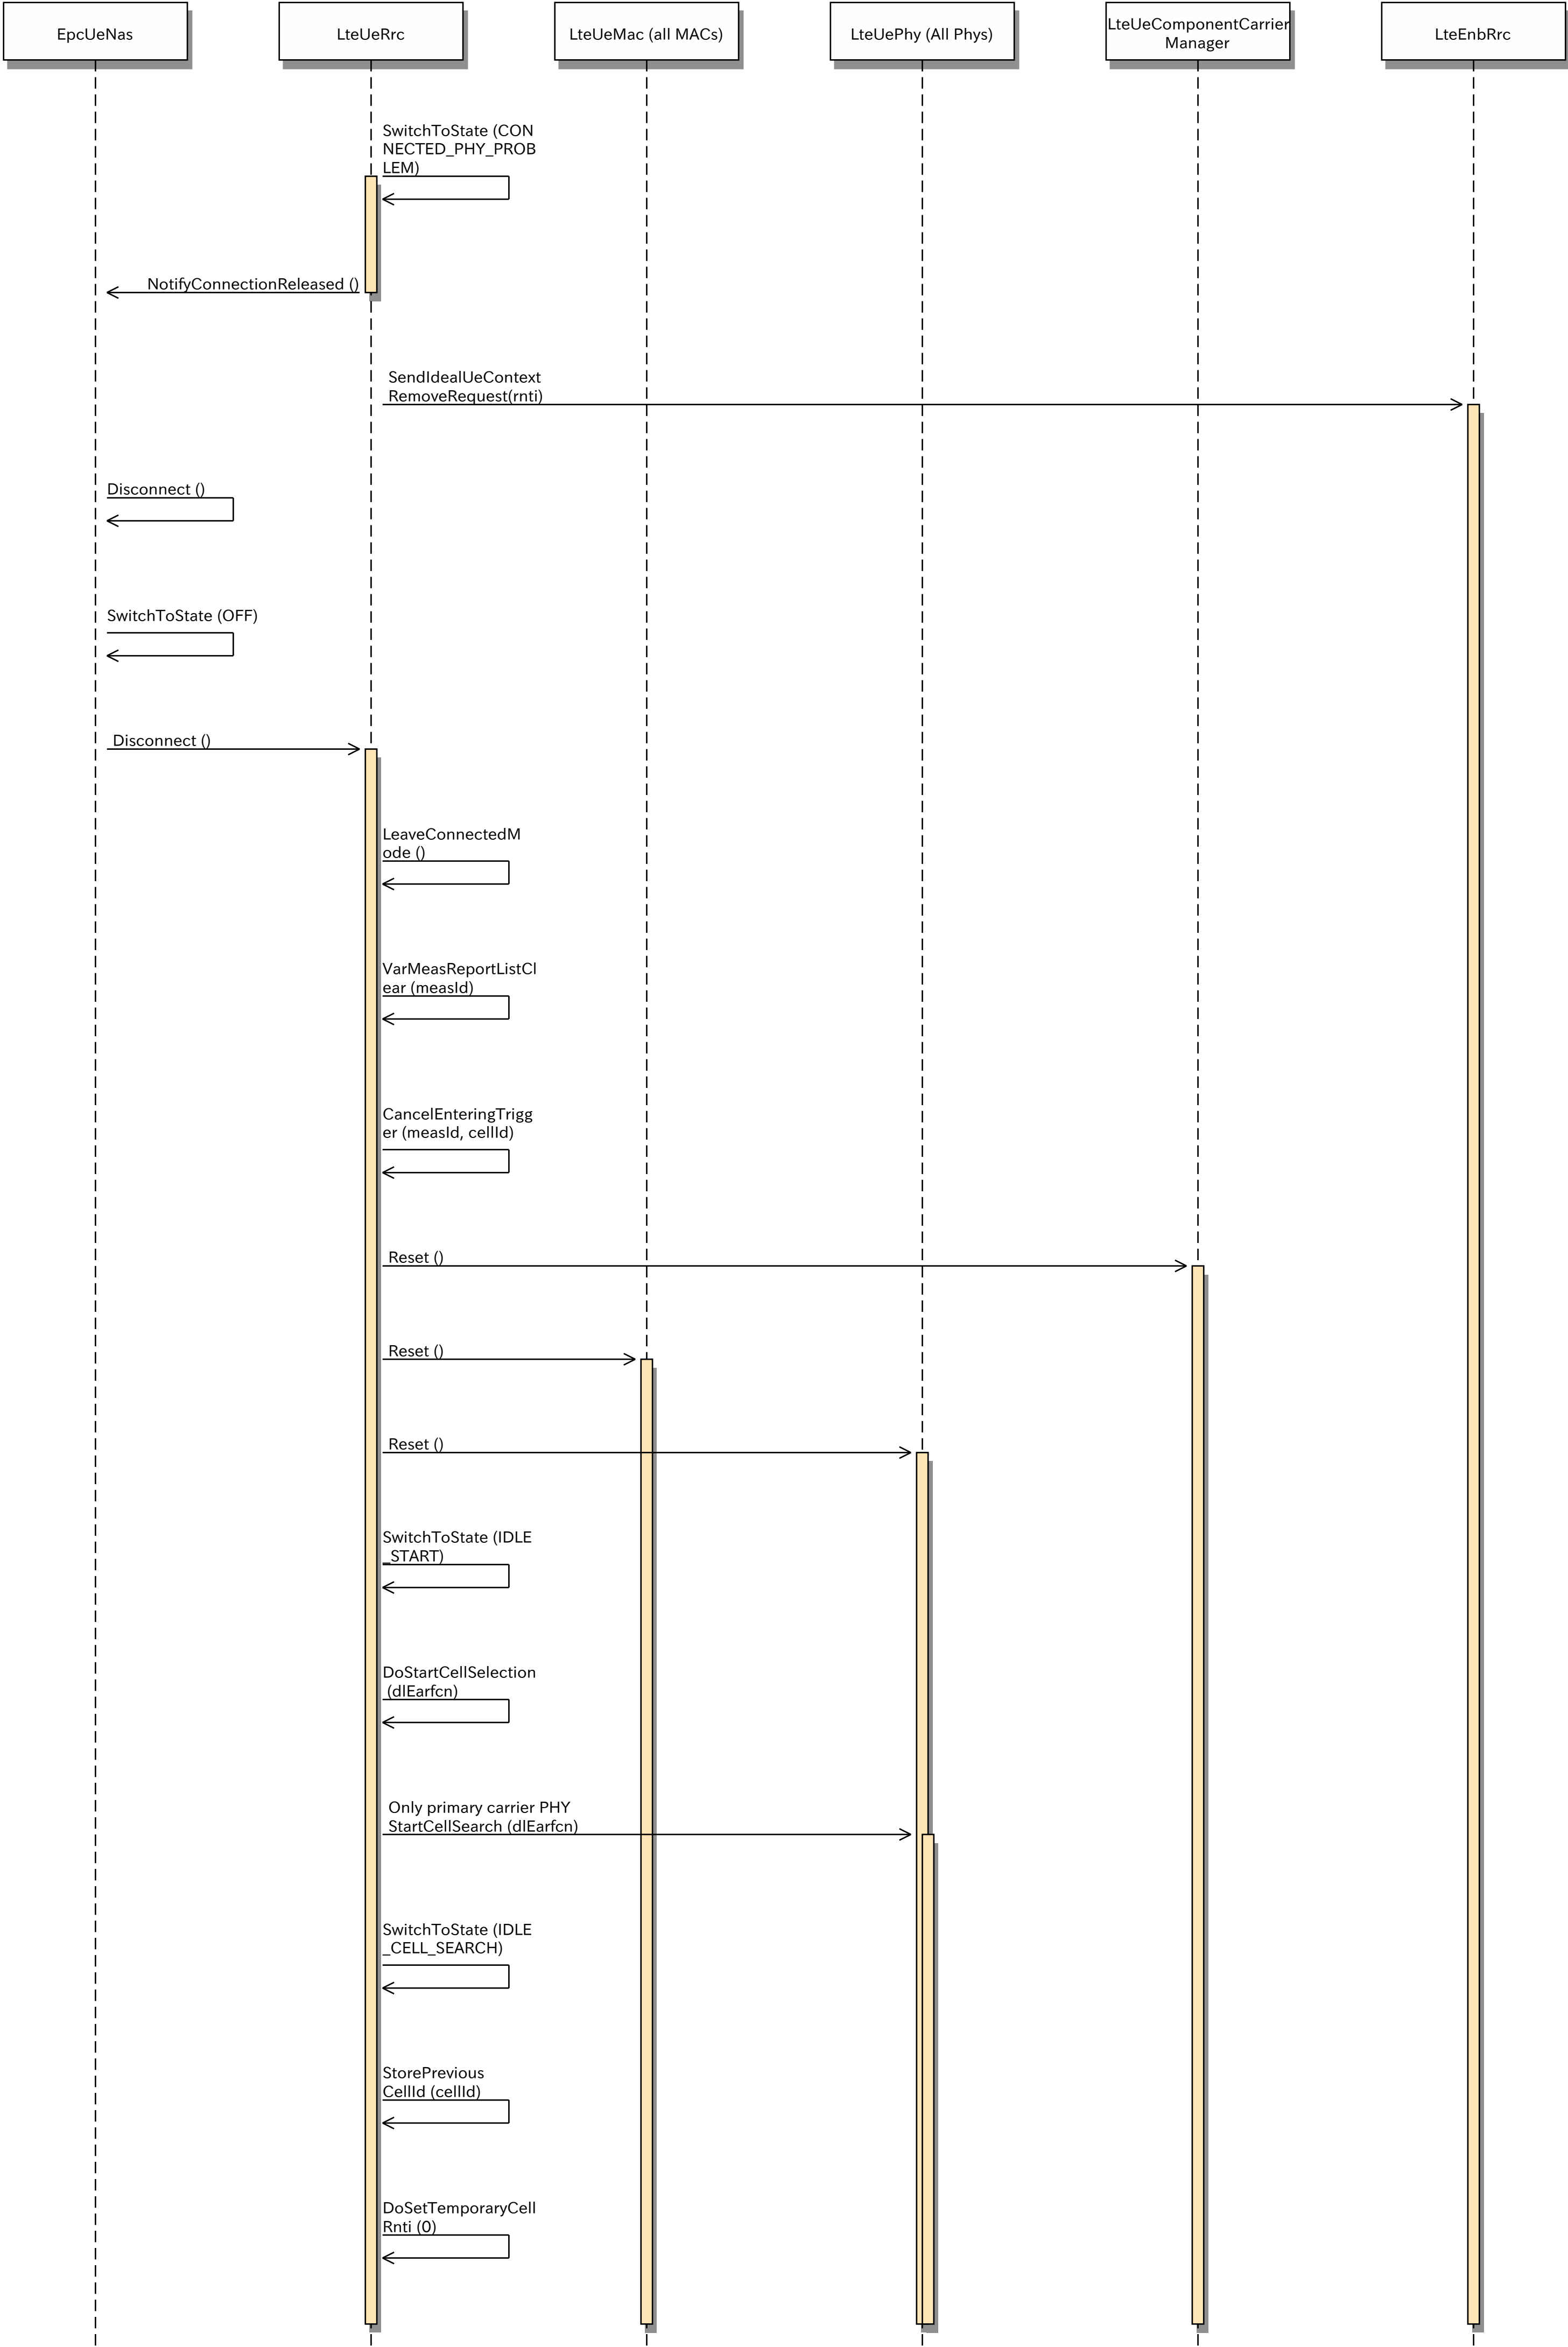 EpcUeNas
LteUeRrc
LteUeMac (all MACs)
LteUePhy (All Phys)
LteUeComponentCarrier
Manager
LteEnbRrc
SwitchToState (CON
NECTED_PHY_PROB
LEM)
NotifyConnectionReleased ()
SendIdealUeContext
RemoveRequest(rnti)
Disconnect ()
SwitchToState (OFF)
Disconnect ()
LeaveConnectedM
ode ()
VarMeasReportListCl
ear (measId)
CancelEnteringTrigg
er (measId, cellId)
Reset ()
Reset ()
Reset ()
SwitchToState (IDLE
_START)
DoStartCellSelection
(dlEarfcn)
Only primary carrier PHY
StartCellSearch (dlEarfcn)
SwitchToState (IDLE
_CELL_SEARCH)
StorePrevious
CellId (cellId)
DoSetTemporaryCell
Rnti (0)